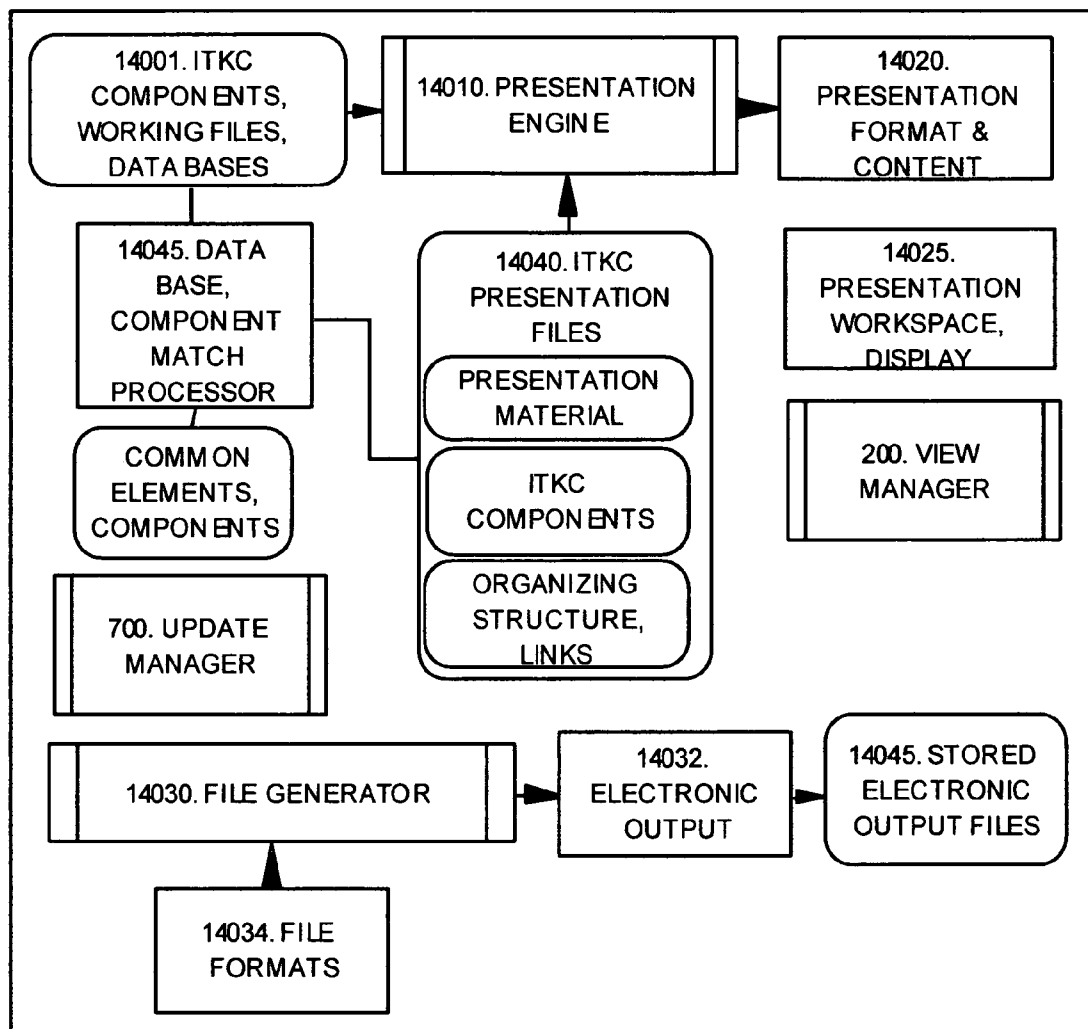 14001. ITKC
COMPONENTS,
WORKING FILES,
DATA BASES
14010. PRESENTATION
ENGINE
14020.
PRESENTATION
FORMAT &
CONTENT
14045. DATA
BASE,
COMPONENT
MATCH
PROCESSOR
14040. ITKC
PRESENTATION
FILES
PRESENTATION
MATERIAL
ITKC
COMPONENTS
ORGANIZING
STRUCTURE,
LINKS
14025.
PRESENTATION
WORKSPACE,
DISPLAY
COMMON
ELEMENTS,
COMPONENTS
200. VIEW
MANAGER
700. UPDATE
MANAGER
14030. FILE GENERATOR
14032.
ELECTRONIC
OUTPUT
14045. STORED
ELECTRONIC
OUTPUT FILES
14034. FILE
FORMATS